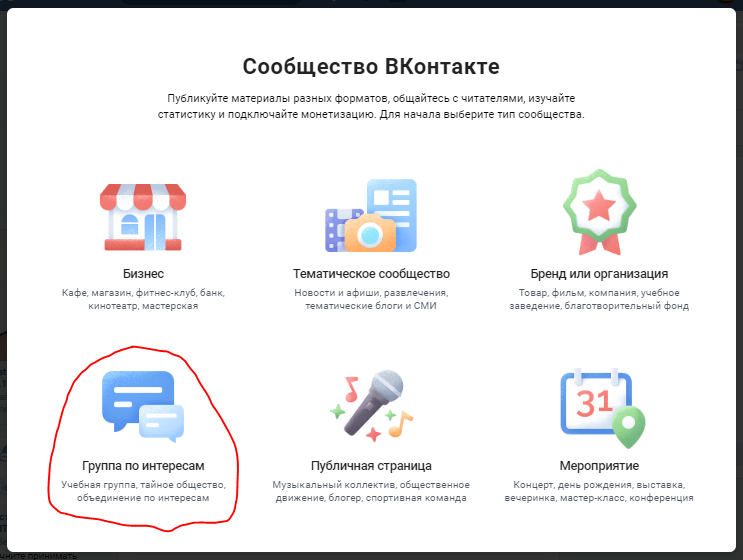 Сообщество ВКонтакте
Публикуйте материалы разных форматов, общайтесь с читателями, изучайте
статистику и подключайте монетизацию. Для начала выберите тип сообщества.
Бизнес
Кафе, магазин, фитнес-клуб, банк,
кинотеатр, мастерская
Тематическое сообщество
Новости и афиши, развлечения,
тематические блоги и СМИ
Бренд или организация
Товар, фильм, компания, учебное
заведение, благотворительный фонд
Группа по интересам
Учебная группа, тайное общество,
объединение по интересам
Публичная страница
Музыкальный коллектив, общественное
движение, блогер, спортивная команда
31
Мероприятие
Концерт, день рождения, выставка,
вечеринка, мастер-класс, конференция
чните принимать